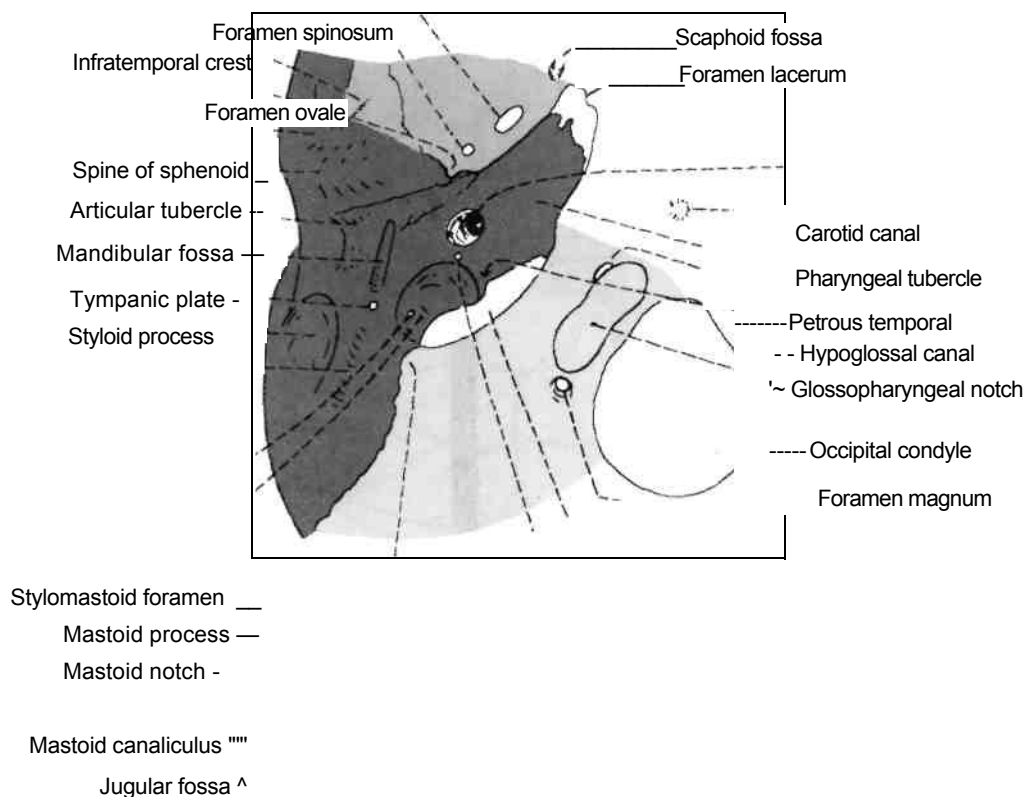 Foramen spinosum
Infratemporal crest
Foramen ovale
Spine of sphenoid _
Articular tubercle --
Mandibular fossa —
Tympanic plate -
Styloid process
Scaphoid fossa
Foramen lacerum
Carotid canal
Pharyngeal tubercle
-------Petrous temporal
- - Hypoglossal canal
'~ Glossopharyngeal notch
-----Occipital condyle
Foramen magnum
Stylomastoid foramen __
Mastoid process —
Mastoid notch -
Mastoid canaliculus """
Jugular fossa ^